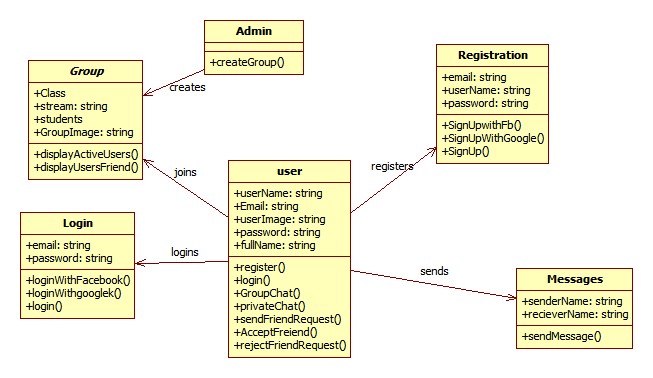 Admin
+createGroup()
creates
Group
+Class
+stream: string
+students
+GroupImage: string
+displayActiveUsers()
+displayUsersFriend()
Registration
+email: string
+userName: string
+password: string
+SignUpwithFb()
+SignUpWithGoogle()
+SignUp()
joins
registers
user
+userName: string
+Email: string
+userImage: string
+password: string
+fullName: string
+register()
+login()
+GroupChat()
+privateChat()
+sendFriendRequest()
+AcceptFreiend()
+rejectFriendRequest()
Login
+email: string
+password: string
+loginWithFacebook()
+loginWithgooglek()
+login()
logins
sends
Messages
+senderName: string
+recieverName: string
+sendMessage()